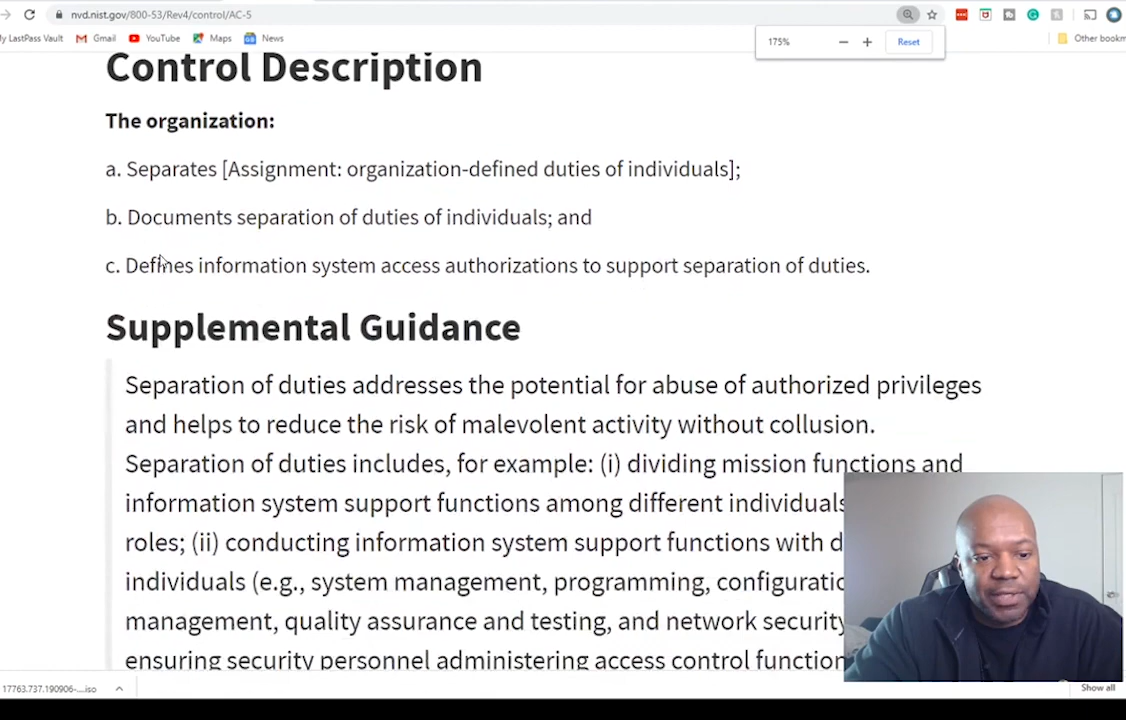 nvd.nist.gov/800-53/Rev4/control/AC-5
y LastPass Vault Gmail YouTube Maps News Other bookm
175% Reset
Control Description
The organization:
a. Separates [Assignment: organization-defined duties of individuals];
b. Documents separation of duties of individuals; and
c. Defines information system access authorizations to support separation of duties.
Supplemental Guidance
Separation of duties addresses the potential for abuse of authorized privileges
and helps to reduce the risk of malevolent activity without collusion.
Separation of duties includes, for example: (i) dividing mission functions and
information system support functions among different individuals
roles; (ii) conducting information system support functions with d
individuals (e.g., system management, programming, configuratio
management, quality assurance and testing, and network security
ensuring security personnel administering access control function
17763.737.190906-....iso Show all